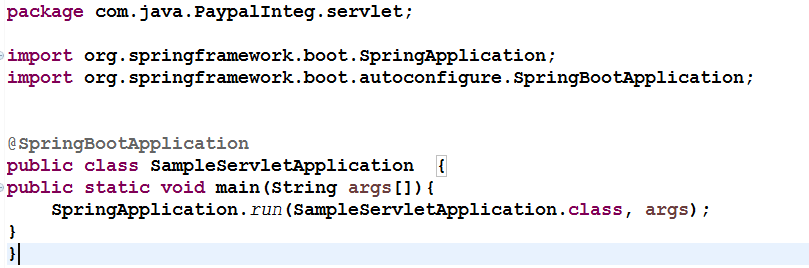 package com.java.PaypalInteg.servlet;
import org.springframework.boot.SpringApplication;
import org.springframework.boot.autoconfigure.SpringBootApplication;
@SpringBootApplication
public class SampleServletApplication  {
public static void main(String args[]){
    SpringApplication.run(SampleServletApplication.class, args);
}
}